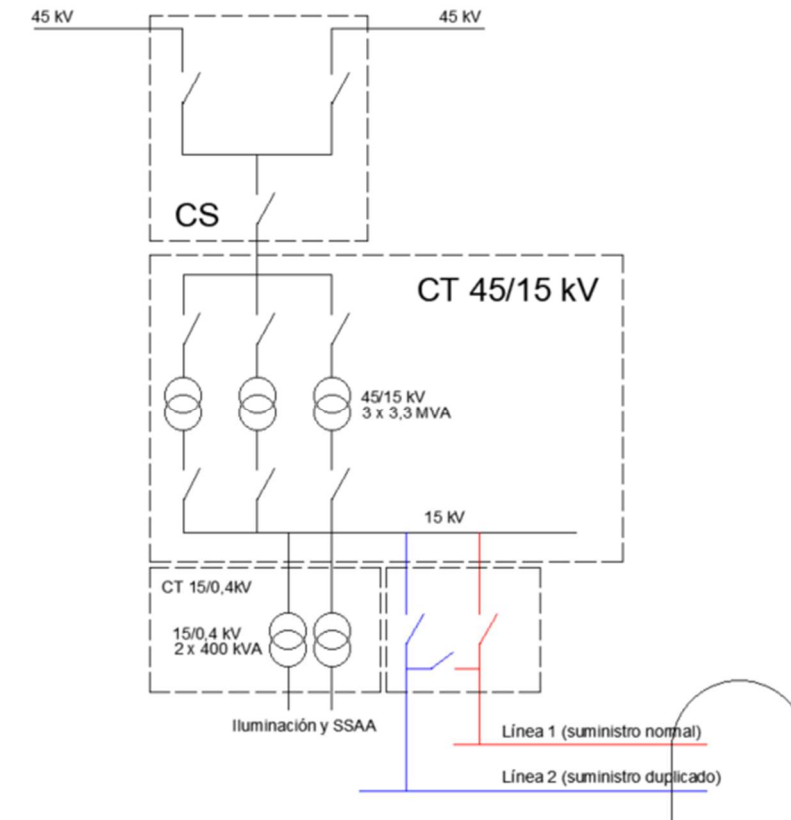 45 kV
45 kV
CS
CT 45/15 kV
45/15 kV
3 x 3,3 MVA
15 kV
CT 15/0,4kV
15/0,4 kV
2 x 400 kVA
Iluminación y SSAA
Línea 1 (suministro normal)
Línea 2 (suministro duplicado)